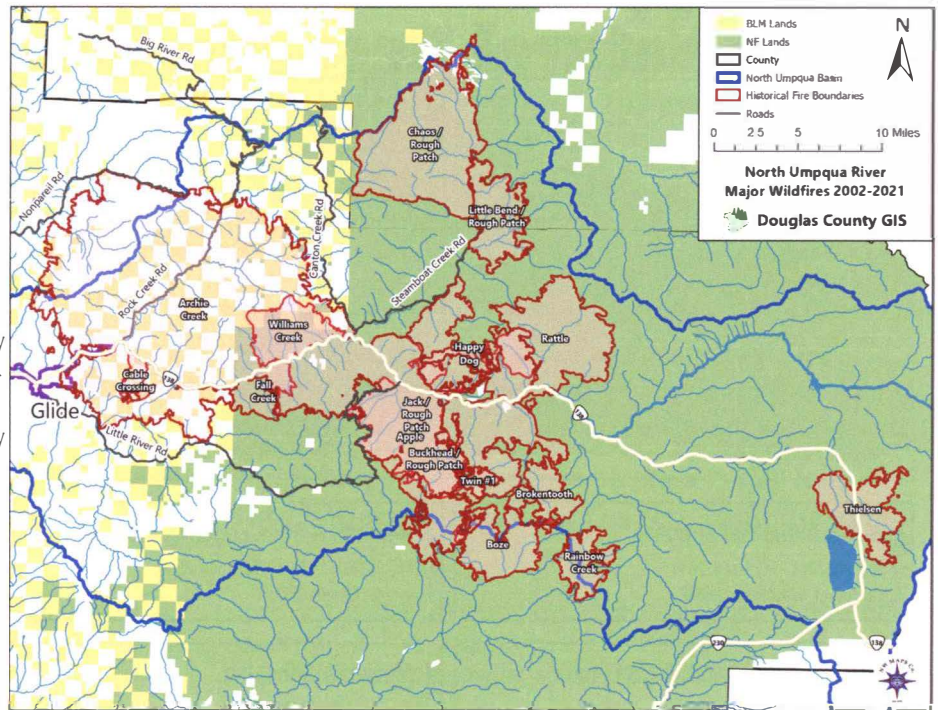 BLM Lands
NF Lands
County
North Umpqua Basin
Historical Fire Boundaries
Roads
N
0 2.5 5 10 Miles
North Umpqua River
Major Wildfires 2002-2021
Douglas County GIS
Big River Rd
Nonpareil Rd
Rock Creek Rd
Canton Creek Rd
Steamboat Creek Rd
Chaos /
Rough
Patch
Little Bend /
Rough Patch
Archie
Creek
Williams
Creek
Rattle
Happy
Dog
Cable
Crossing
138
Fall
Creek
Glide
Little River Rd
Jack /
Rough
Patch
Apple
Buckhead /
Rough Patch
Twin #1
Brokentooth
138
Boze
Rainbow
Creek
Thielsen
230
138
NW MAPS Co.